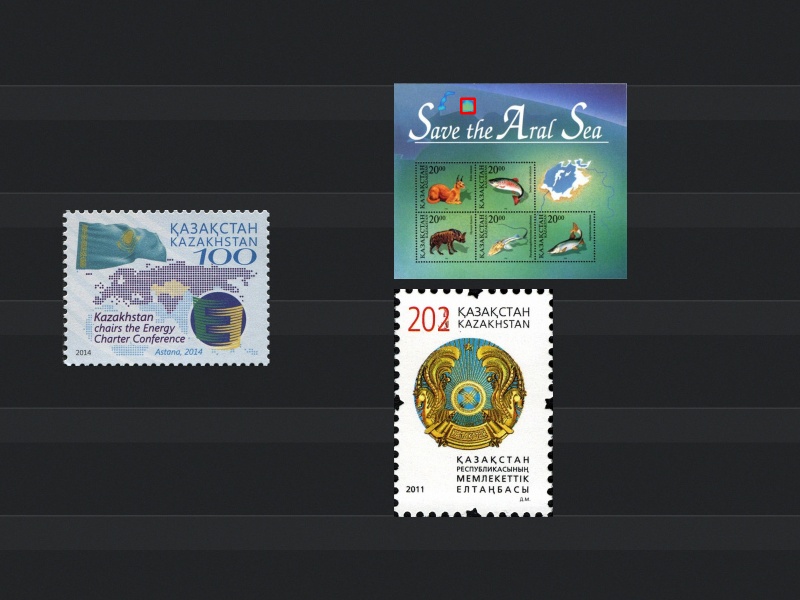 Save the Aral Sea
20.00
ҚАЗАҚСТАН
20.00
ҚАЗАҚСТАН
20.00
ҚАЗАҚСТАН
20.00
ҚАЗАҚСТАН
20.00
ҚАЗАҚСТАН
ҚАЗАҚСТАН
KAZAKHSTAN
100
Kazakhstan
chairs the Energy
Charter Conference
2014
Astana, 2014
202
ҚАЗАҚСТАН
KAZAKHSTAN
2011
ҚАЗАҚСТАН
РЕСПУБЛИКАСЫНЫҢ
МЕМЛЕКЕТТІК
ЕЛТАҢБАСЫ
Д.М.